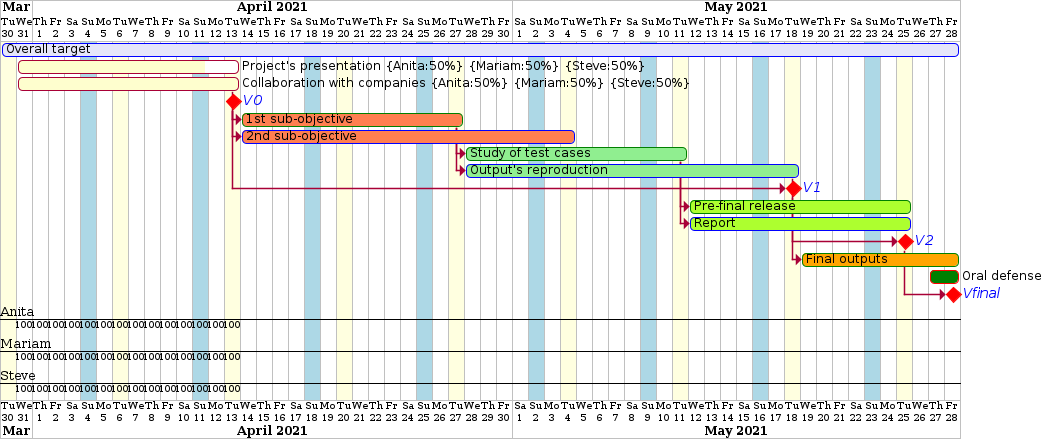 Mar April 2021 May 2021
Tu We Th Fr Sa Su Mo Tu We Th Fr Sa Su Mo Tu We Th Fr Sa Su Mo Tu We Th Fr Sa Su Mo Tu We Th Fr Sa Su Mo Tu We Th Fr Sa Su Mo Tu We Th Fr Sa Su Mo Tu We Th Fr Sa Su Mo Tu We Th Fr
30 31 1 2 3 4 5 6 7 8 9 10 11 12 13 14 15 16 17 18 19 20 21 22 23 24 25 26 27 28 29 30 1 2 3 4 5 6 7 8 9 10 11 12 13 14 15 16 17 18 19 20 21 22 23 24 25 26 27 28
Overall target
Project's presentation {Anita:50%} {Mariam:50%} {Steve:50%}
Collaboration with companies {Anita:50%} {Mariam:50%} {Steve:50%}
V0
1st sub-objective
2nd sub-objective
Study of test cases
Output's reproduction
V1
Pre-final release
Report
V2
Final outputs
Oral defense
Vfinal
Anita
100 100 100 100 100 100 100 100 100 100 100 100 100 100
Mariam
100 100 100 100 100 100 100 100 100 100 100 100 100 100
Steve
100 100 100 100 100 100 100 100 100 100 100 100 100 100
Tu We Th Fr Sa Su Mo Tu We Th Fr Sa Su Mo Tu We Th Fr Sa Su Mo Tu We Th Fr Sa Su Mo Tu We Th Fr Sa Su Mo Tu We Th Fr Sa Su Mo Tu We Th Fr Sa Su Mo Tu We Th Fr Sa Su Mo Tu We Th Fr
30 31 1 2 3 4 5 6 7 8 9 10 11 12 13 14 15 16 17 18 19 20 21 22 23 24 25 26 27 28 29 30 1 2 3 4 5 6 7 8 9 10 11 12 13 14 15 16 17 18 19 20 21 22 23 24 25 26 27 28
Mar April 2021 May 2021